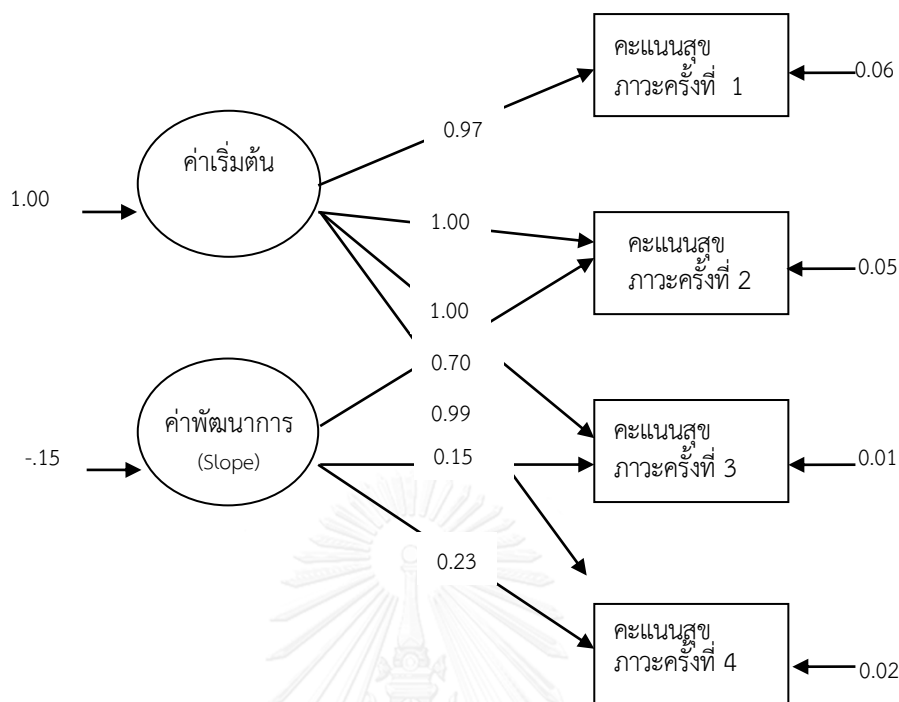 คะแนนสุข
ภาวะครั้งที่ 1
0.06
0.97
ค่าเริ่มต้น
1.00
1.00
คะแนนสุข
ภาวะครั้งที่ 2
0.05
1.00
0.70
ค่าพัฒนาการ
(Slope)
-.15
0.99
0.15
คะแนนสุข
ภาวะครั้งที่ 3
0.01
0.23
คะแนนสุข
ภาวะครั้งที่ 4
0.02